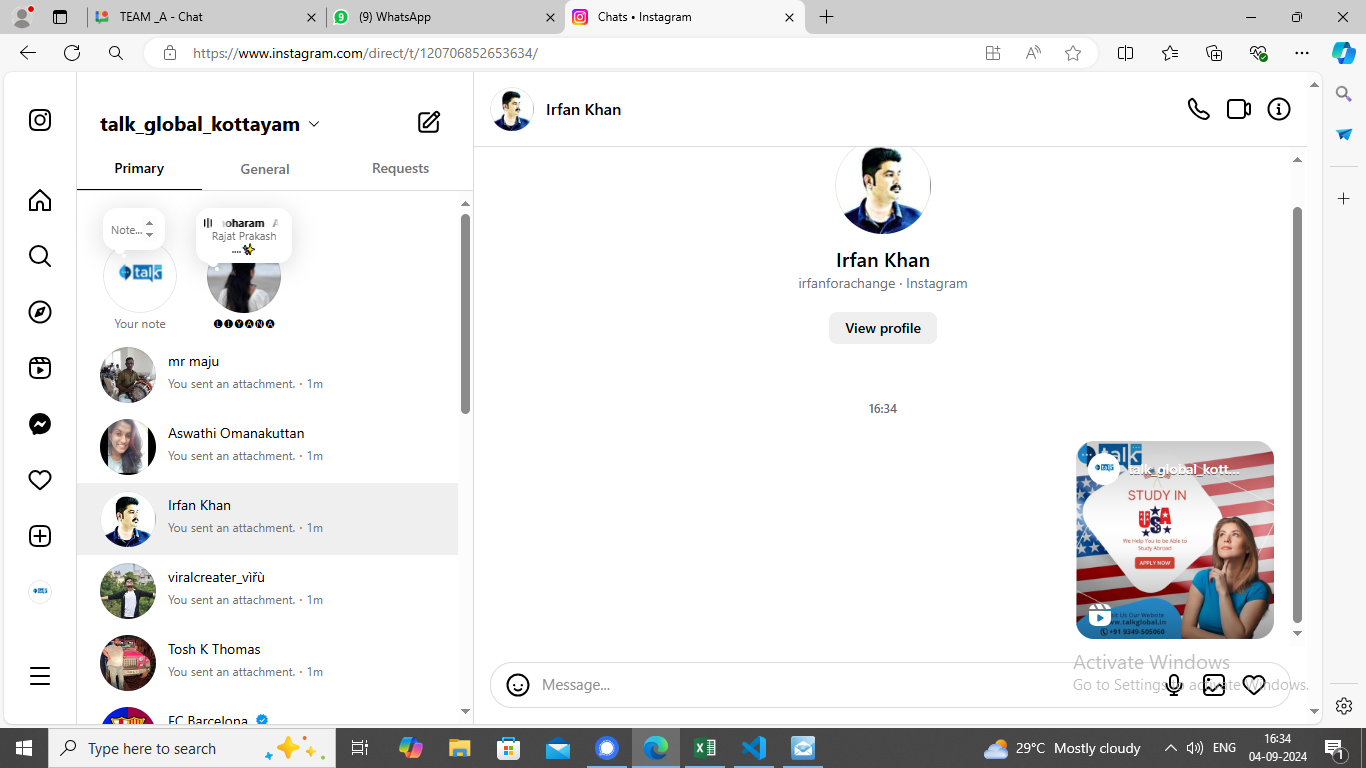 TEAM _A - Chat
(9) WhatsApp
Chats • Instagram
https://www.instagram.com/direct/t/120706852653634/
talk_global_kottayam
Primary
General
Requests
Note...
oharam
Rajat Prakash
....✨
Your note
🅛🅘🅨🅐🅝🅐
mr maju
You sent an attachment. · 1m
Aswathi Omanakuttan
You sent an attachment. · 1m
Irfan Khan
You sent an attachment. · 1m
viralcreater_vìřù
You sent an attachment. · 1m
Tosh K Thomas
You sent an attachment. · 1m
FC Barcelona
Irfan Khan
Irfan Khan
irfanforachange · Instagram
View profile
16:34
talk
talk_global_kott...
STUDY IN
USA
We Help You to be Able to
Study Abroad
APPLY NOW
Us Our Website
www.talkglobal.in
+91 9349-505060
Message...
Activate Windows
Go to Settings to activate Windows.
Type here to search
29°C Mostly cloudy
ENG
16:34
04-09-2024
1